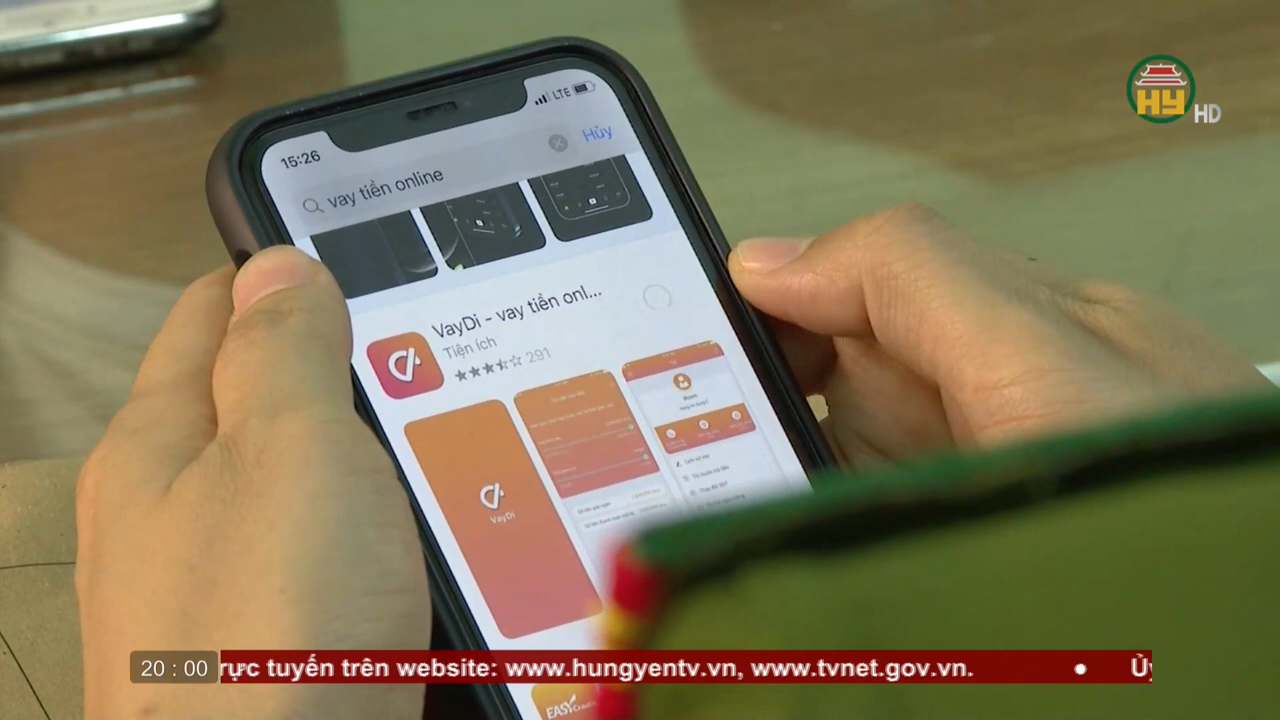 HY HD
15:26 LTE
vay tiền online Hủy
VayDi - vay tiền onl...
Tiện ích
291
VayDi
EASY
20 : 00 rực tuyến trên website: www.hungyentv.vn, www.tvnet.gov.vn. •